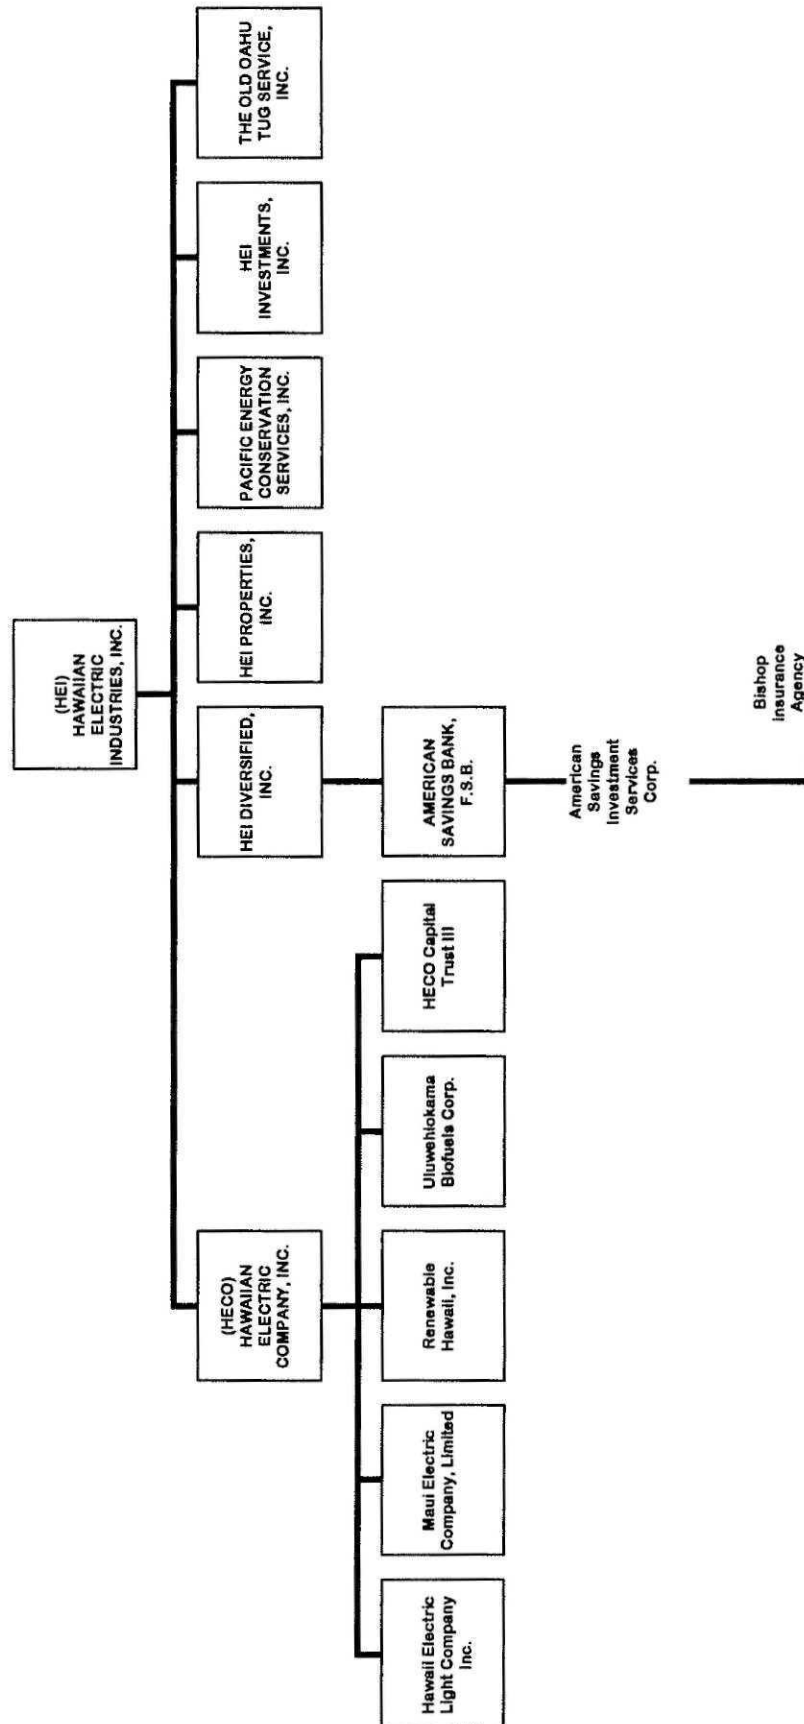 (HEI)
HAWAIIAN
ELECTRIC
INDUSTRIES, INC.
(HECO)
HAWAIIAN
ELECTRIC
COMPANY, INC.
HEI DIVERSIFIED,
INC.
HEI PROPERTIES,
INC.
PACIFIC ENERGY
CONSERVATION
SERVICES, INC.
HEI
INVESTMENTS,
INC.
THE OLD OAHU
TUG SERVICE,
INC.
Hawaii Electric
Light Company
Inc.
Maui Electric
Company, Limited
Renewable
Hawaii, Inc.
Uluwehiokama
Biofuels Corp.
HECO Capital
Trust III
AMERICAN
SAVINGS BANK,
F.S.B.
American
Savings
Investment
Services
Corp.
Bishop
Insurance
Agency